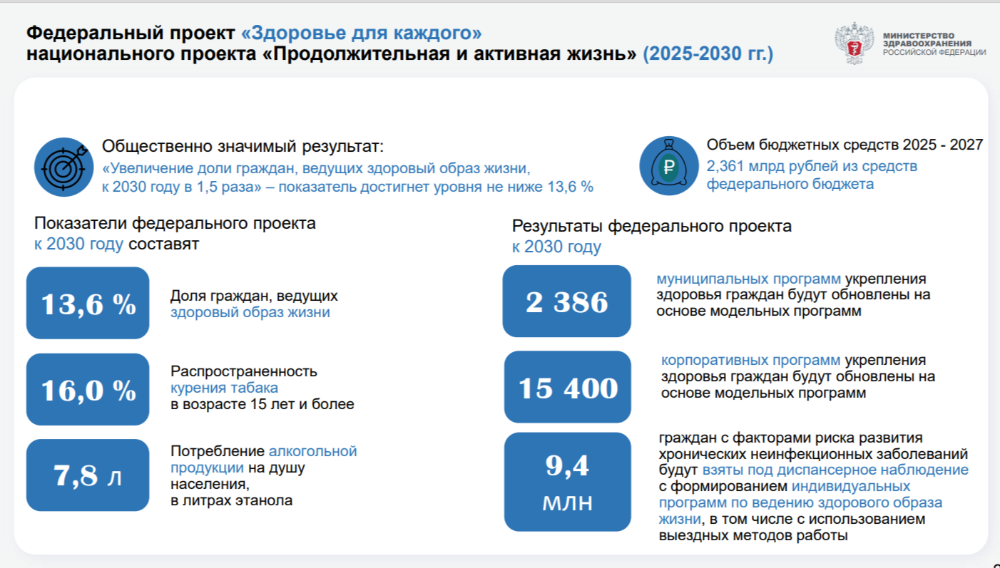 Федеральный проект «Здоровье для каждого»
национального проекта «Продолжительная и активная жизнь» (2025-2030 гг.)
МИНИСТЕРСТВО
ЗДРАВООХРАНЕНИЯ
РОССИЙСКОЙ ФЕДЕРАЦИИ
Общественно значимый результат:
«Увеличение доли граждан, ведущих здоровый образ жизни,
к 2030 году в 1,5 раза» – показатель достигнет уровня не ниже 13,6 %
₽
Объем бюджетных средств 2025 - 2027
2,361 млрд рублей из средств
федерального бюджета
Показатели федерального проекта
к 2030 году составят
13,6 %
Доля граждан, ведущих
здоровый образ жизни
16,0 %
Распространенность
курения табака
в возрасте 15 лет и более
7,8 л
Потребление алкогольной
продукции на душу
населения,
в литрах этанола
Результаты федерального проекта
к 2030 году
2 386
муниципальных программ укрепления
здоровья граждан будут обновлены на
основе модельных программ
15 400
корпоративных программ укрепления
здоровья граждан будут обновлены на
основе модельных программ
9,4
млн
граждан с факторами риска развития
хронических неинфекционных заболеваний
будут взяты под диспансерное наблюдение
с формированием индивидуальных
программ по ведению здорового образа
жизни, в том числе с использованием
выездных методов работы